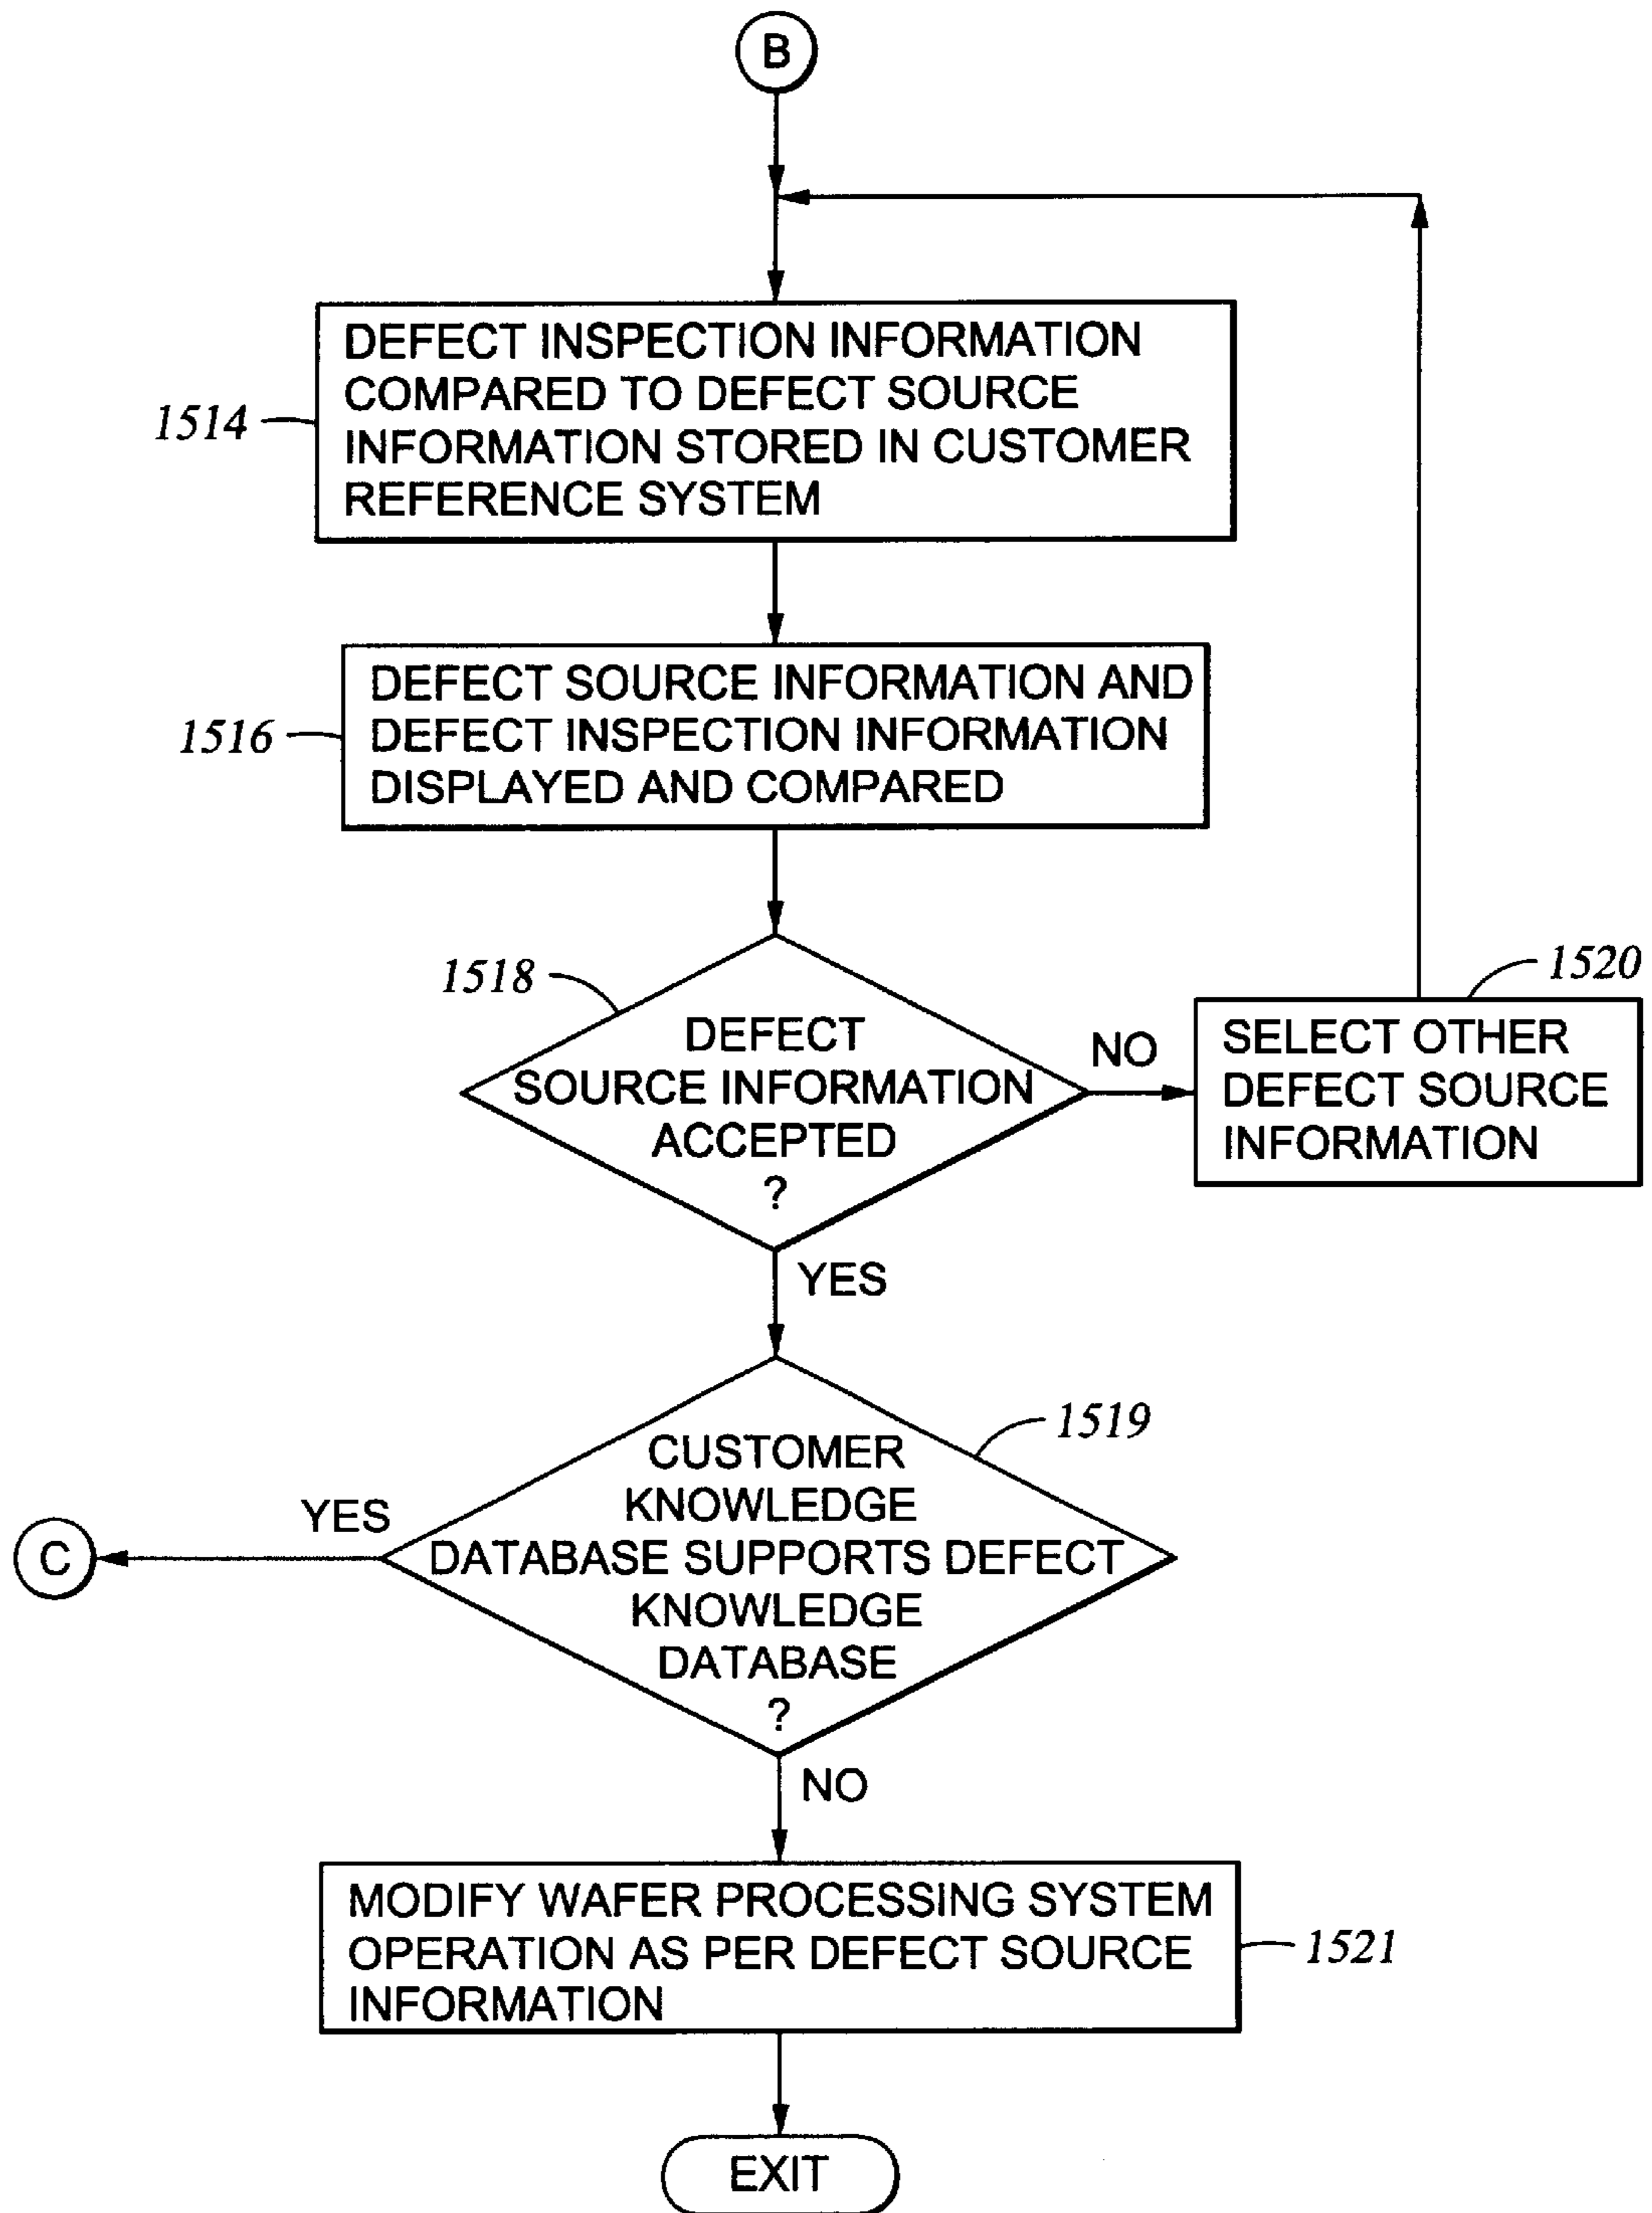 B
DEFECT INSPECTION INFORMATION
COMPARED TO DEFECT SOURCE
INFORMATION STORED IN CUSTOMER
REFERENCE SYSTEM
1514
DEFECT SOURCE INFORMATION AND
DEFECT INSPECTION INFORMATION
DISPLAYED AND COMPARED
1516
1518
DEFECT
SOURCE INFORMATION
ACCEPTED
?
NO
1520
SELECT OTHER
DEFECT SOURCE
INFORMATION
YES
1519
CUSTOMER
KNOWLEDGE
DATABASE SUPPORTS DEFECT
KNOWLEDGE
DATABASE
?
YES
C
NO
MODIFY WAFER PROCESSING SYSTEM
OPERATION AS PER DEFECT SOURCE
INFORMATION
1521
EXIT